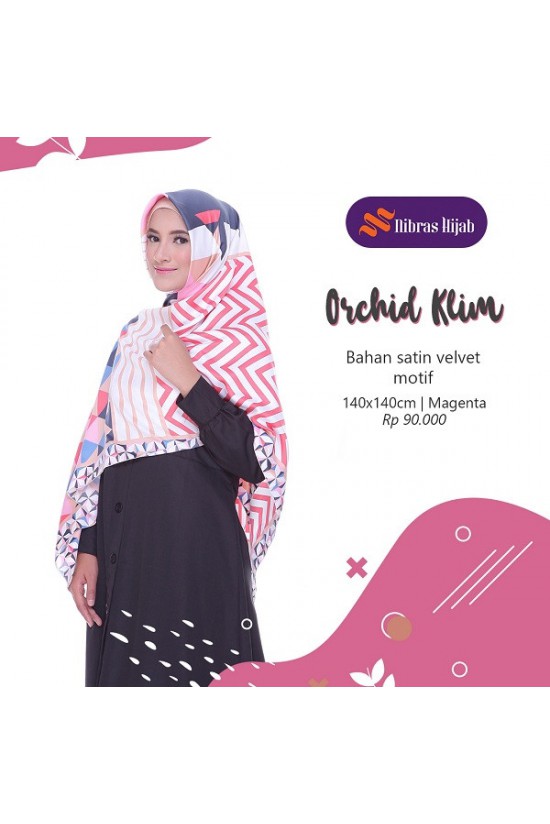 Nibras Hijab
Orchid Klim
Bahan satin velvet
motif
140x140cm | Magenta
Rp 90.000